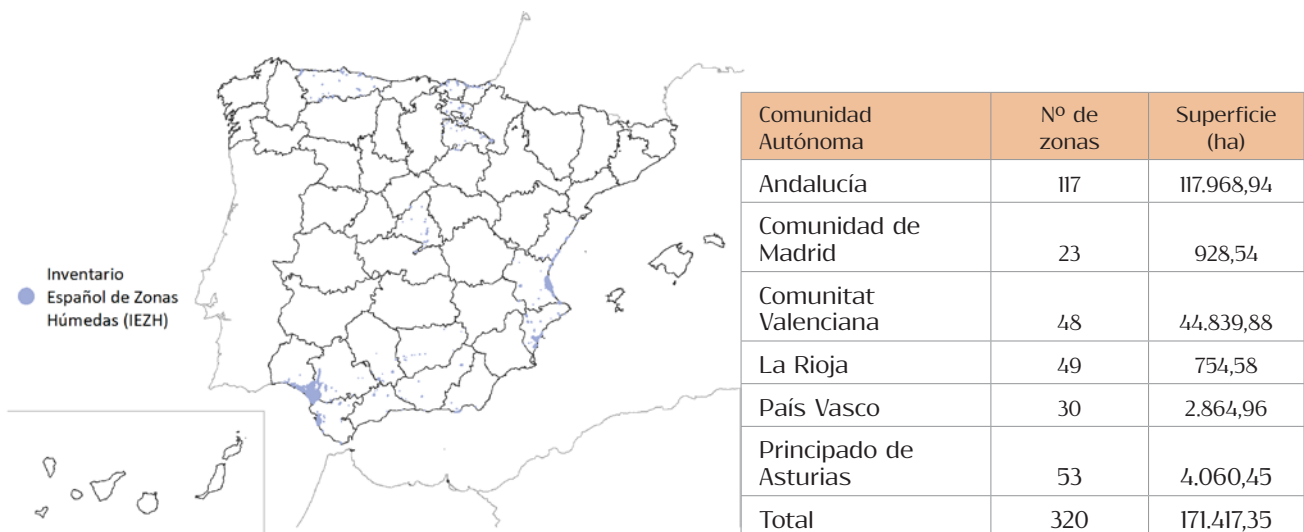 Inventario
Español de Zonas
Húmedas (IEZH)
Comunidad Autónoma Nº de zonas Superficie (ha)
Andalucía 117 117.968,94
Comunidad de Madrid 23 928,54
Comunitat Valenciana 48 44.839,88
La Rioja 49 754,58
País Vasco 30 2.864,96
Principado de Asturias 53 4.060,45
Total 320 171.417,35